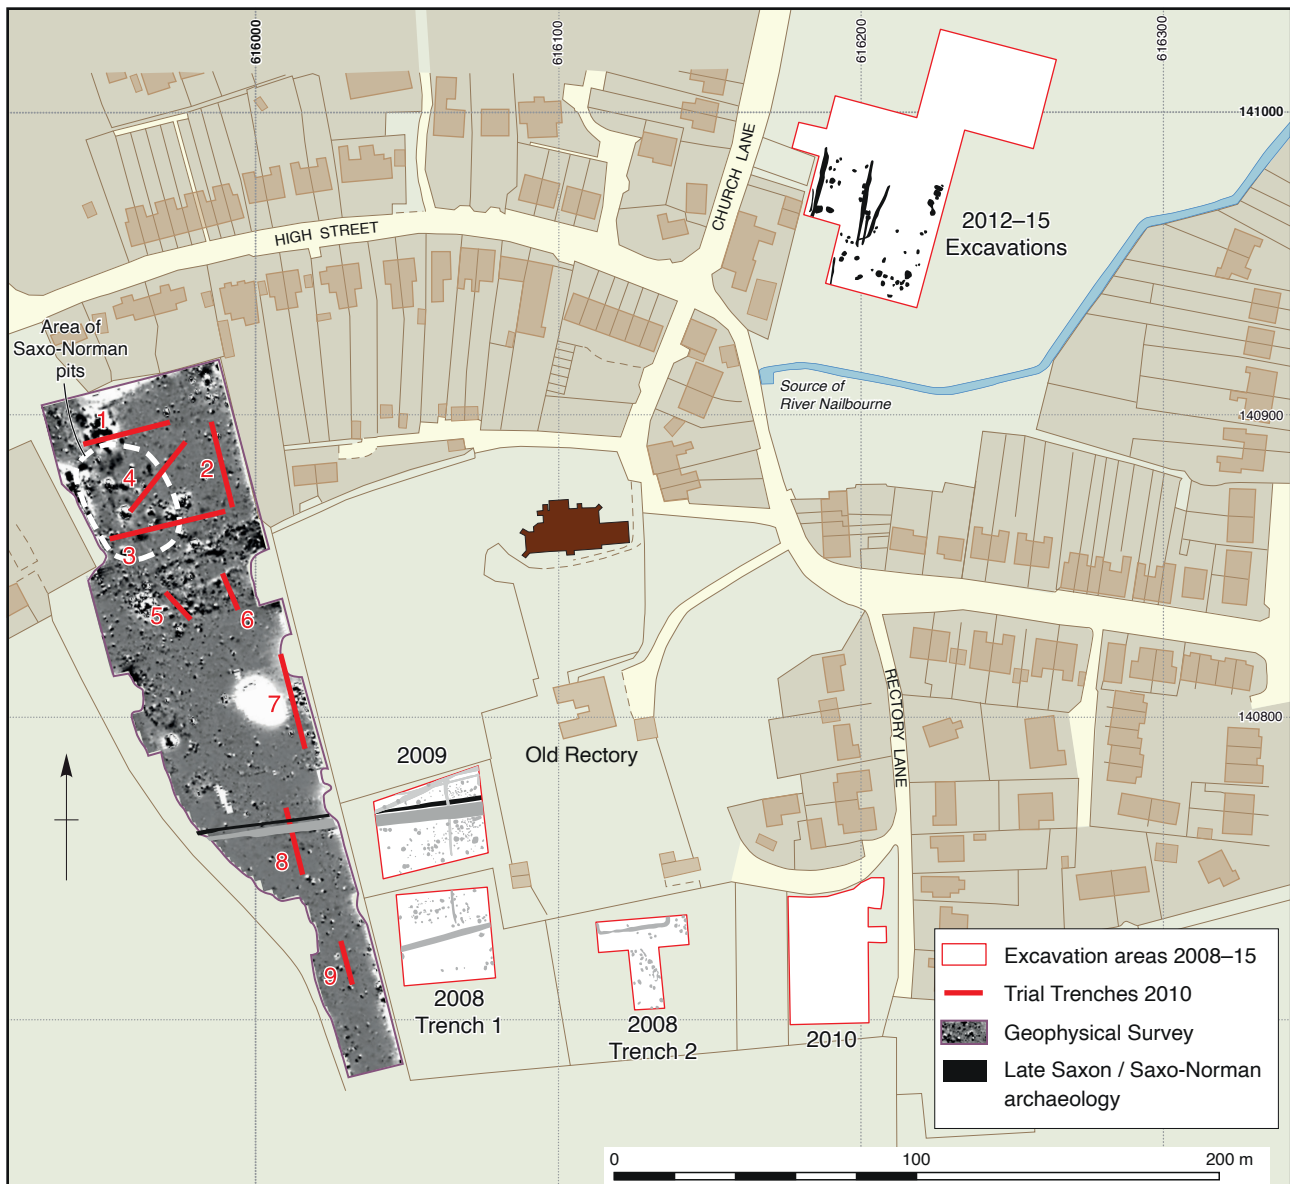 616000
616100
616200
616300
141000
140900
140800
HIGH STREET
CHURCH LANE
RECTORY LANE
2012–15
Excavations
Source of
River Nailbourne
Area of
Saxo-Norman
pits
1
2
4
3
5
6
7
8
9
2009
Old Rectory
2008
Trench 1
2008
Trench 2
2010
Excavation areas 2008–15
Trial Trenches 2010
Geophysical Survey
Late Saxon / Saxo-Norman
archaeology
0 100 200 m